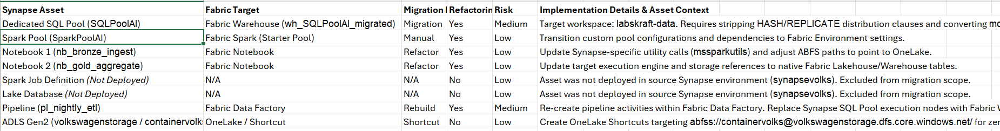 Synapse Asset Fabric Target Migration Refactorin Risk Implementation Details & Asset Context
Dedicated SQL Pool (SQLPoolAI) Fabric Warehouse (wh_SQLPoolAI_migrated) Migration Yes Medium Target workspace: labskraft-data. Requires stripping HASH/REPLICATE distribution clauses and converting
Spark Pool (SparkPoolAI) Fabric Spark (Starter Pool) Manual Yes Low Transition custom pool configurations and dependencies to Fabric Environment settings.
Notebook 1 (nb_bronze_ingest) Fabric Notebook Refactor Yes Low Update Synapse-specific utility calls (mssparkutils) and adjust ABFS paths to point to OneLake.
Notebook 2 (nb_gold_aggregate) Fabric Notebook Refactor Yes Low Update target execution engine and storage references to native Fabric Lakehouse/Warehouse tables.
Spark Job Definition (Not Deployed) N/A N/A No Low Asset was not deployed in source Synapse environment (synapsevolks). Excluded from migration scope.
Lake Database (Not Deployed) N/A N/A No Low Asset was not deployed in source Synapse environment (synapsevolks). Excluded from migration scope.
Pipeline (pl_nightly_etl) Fabric Data Factory Rebuild Yes Medium Re-create pipeline activities within Fabric Data Factory. Replace Synapse SQL Pool execution nodes with Fabric
ADLS Gen2 (volkswagenstorage / containervolks OneLake / Shortcut Shortcut No Low Create OneLake Shortcuts targeting abfss://containervolks@volkswagenstorage.dfs.core.windows.net/ for